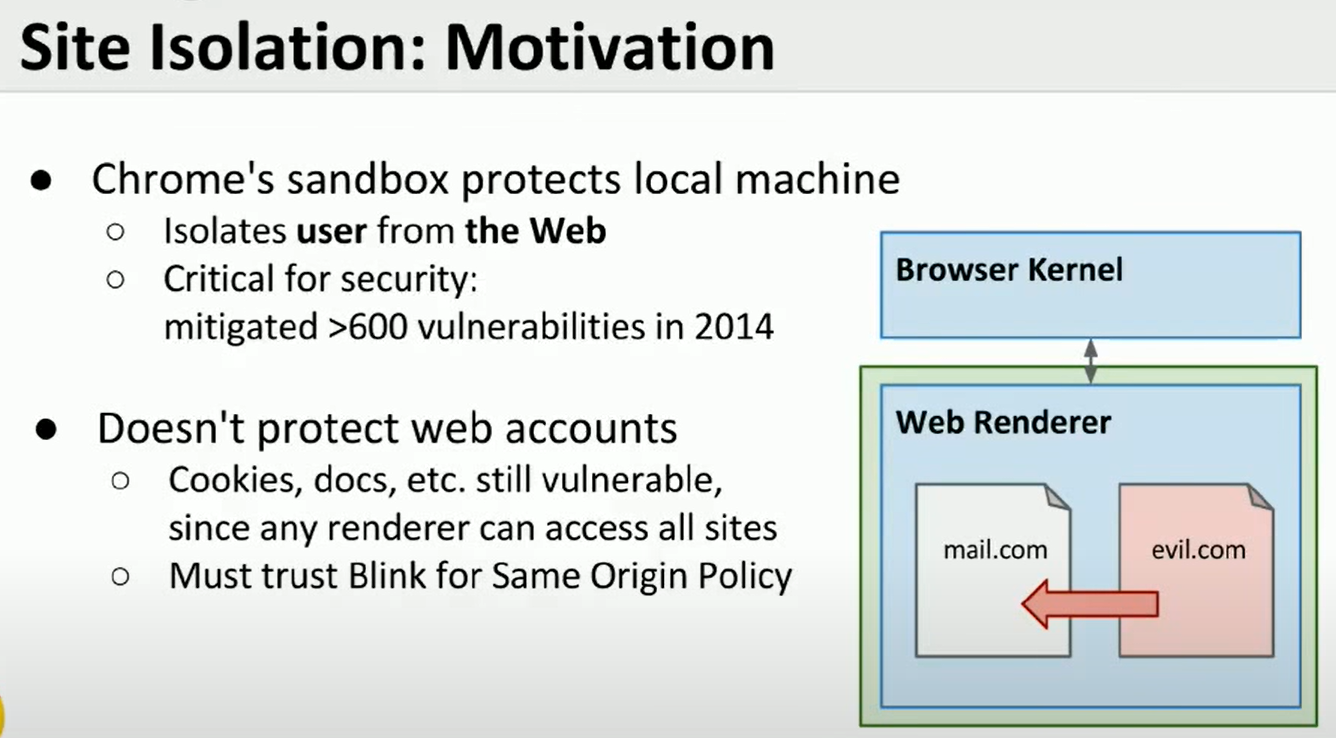 Site Isolation: Motivation
● Chrome's sandbox protects local machine
○ Isolates user from the Web
○ Critical for security:
mitigated >600 vulnerabilities in 2014
● Doesn't protect web accounts
○ Cookies, docs, etc. still vulnerable,
since any renderer can access all sites
○ Must trust Blink for Same Origin Policy
Browser Kernel
Web Renderer
mail.com
evil.com